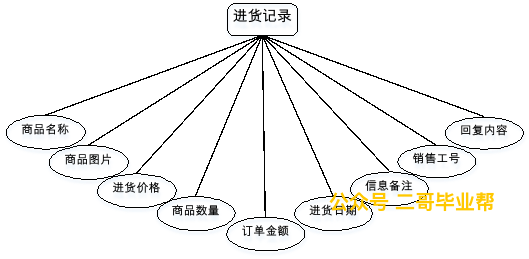 进货记录
商品名称
商品图片
进货价格
商品数量
订单金额
进货日期
信息备注
销售工号
回复内容
公众号 二哥毕业帮